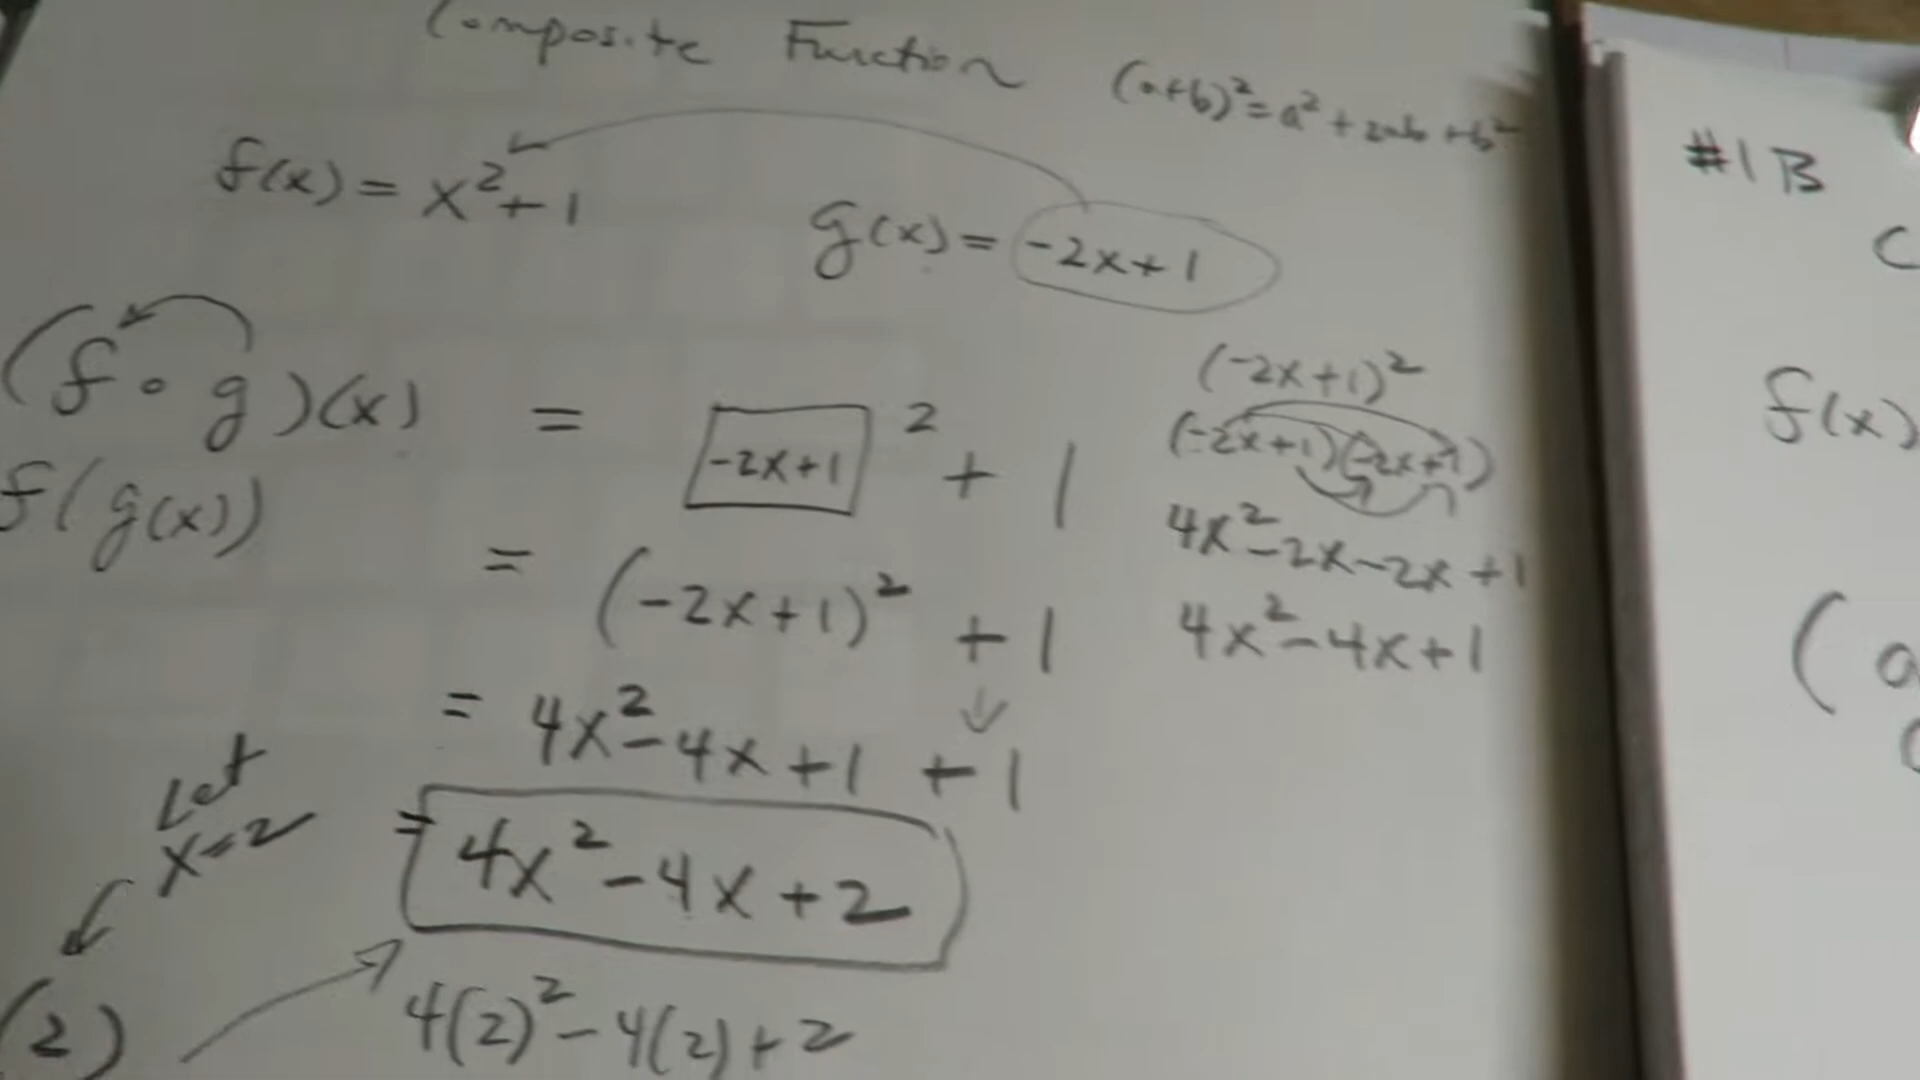 Composite Function
(a+b)²=a²+2ab+b²
f(x)=x²+1
g(x)=-2x+1
(f∘g)(x) = -2x+1 ² + 1
f(g(x))
= (-2x+1)² + 1
= 4x²-4x+1 +1
= 4x²-4x+2
(-2x+1)²
(-2x+1)(-2x+1)
4x²-2x-2x+1
4x²-4x+1
Let
x=2
(2)
4(2)²-4(2)+2
#1B
f(x)
(